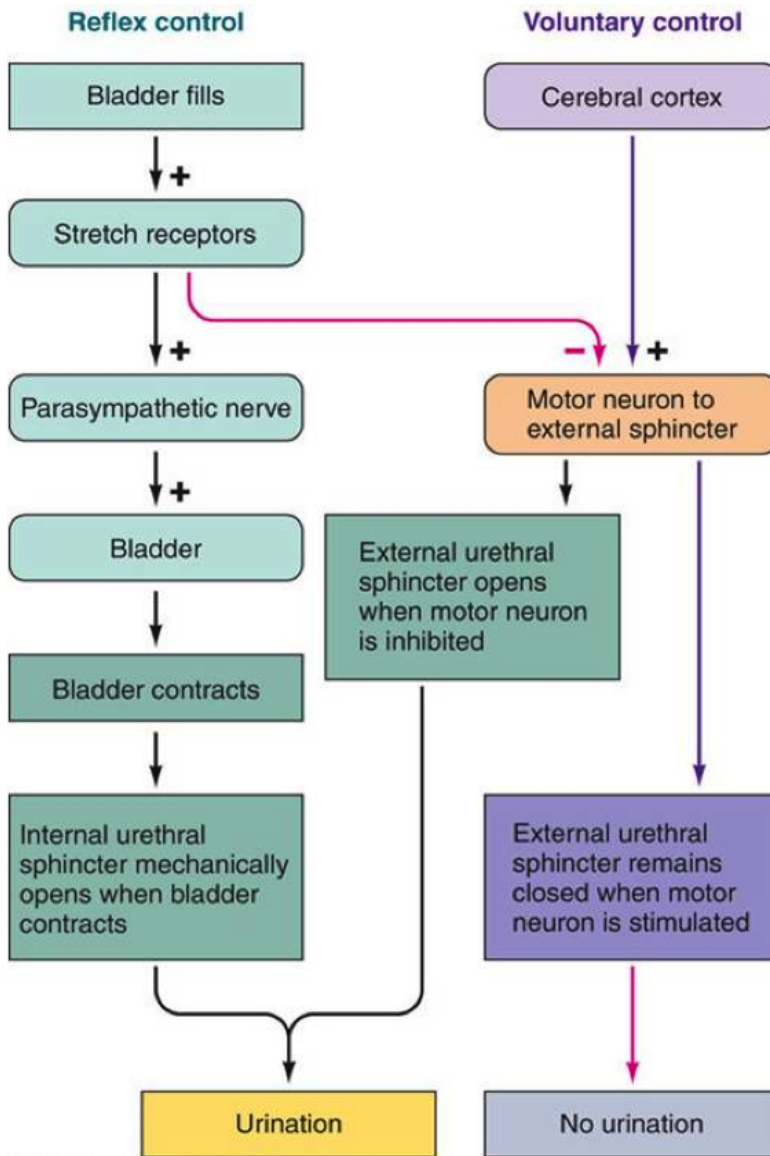 Reflex control
Voluntary control
Bladder fills
Cerebral cortex
+
Stretch receptors
+
−
+
Parasympathetic nerve
Motor neuron to
external sphincter
+
Bladder
External urethral
sphincter opens
when motor neuron
is inhibited
Bladder contracts
Internal urethral
sphincter mechanically
opens when bladder
contracts
External urethral
sphincter remains
closed when motor
neuron is stimulated
Urination
No urination